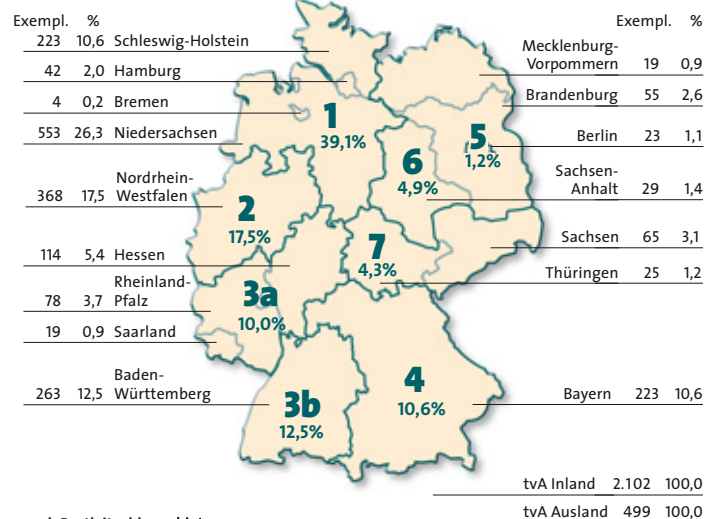 Exempl. %
223 10,6 Schleswig-Holstein
42 2,0 Hamburg
4 0,2 Bremen
553 26,3 Niedersachsen
Nordrhein-
368 17,5 Westfalen
114 5,4 Hessen
Rheinland-
78 3,7 Pfalz
19 0,9 Saarland
Baden-
263 12,5 Württemberg
1
39,1%
2
17,5%
3a
10,0%
3b
12,5%
4
10,6%
5
1,2%
6
4,9%
7
4,3%
Exempl. %
Mecklenburg-
Vorpommern 19 0,9
Brandenburg 55 2,6
Berlin 23 1,1
Sachsen-
Anhalt 29 1,4
Sachsen 65 3,1
Thüringen 25 1,2
Bayern 223 10,6
tvA Inland 2.102 100,0
tvA Ausland 499 100,0